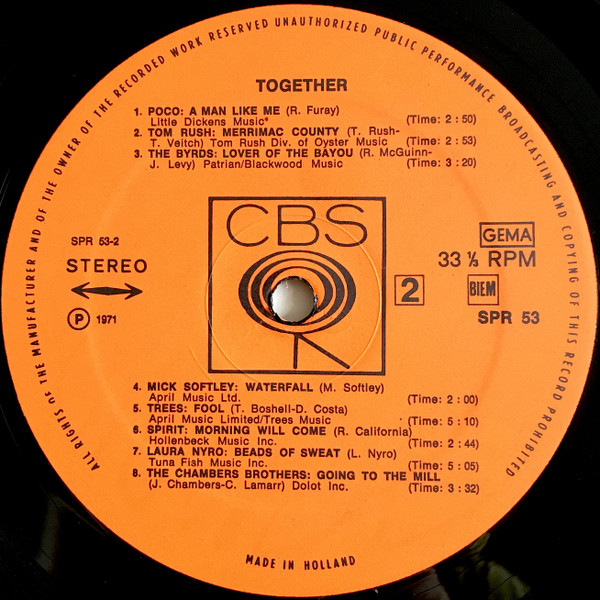 ALL RIGHTS OF THE MANUFACTURER AND OF THE OWNER OF THE RECORDED WORK RESERVED UNAUTHORIZED PUBLIC PERFORMANCE BROADCASTING AND COPYING OF THIS RECORD PROHIBITED
TOGETHER
1. POCO: A MAN LIKE ME (R. Furay)
Little Dickens Music* (Time: 2 : 50)
2. TOM RUSH: MERRIMAC COUNTY (T. Rush-
T. Veitch) Tom Rush Div. of Oyster Music (Time: 2 : 53)
3. THE BYRDS: LOVER OF THE BAYOU (R. McGuinn-
J. Levy) Patrian/Blackwood Music (Time: 3 : 20)
CBS
SPR 53-2
STEREO
℗ 1971
GEMA
33 ⅓ RPM
2 BIEM
SPR 53
4. MICK SOFTLEY: WATERFALL (M. Softley)
April Music Ltd. (Time: 2 : 00)
5. TREES: FOOL (T. Boshell-D. Costa)
April Music Limited/Trees Music (Time: 5 : 10)
6. SPIRIT: MORNING WILL COME (R. California)
Hollenbeck Music Inc. (Time: 2 : 44)
7. LAURA NYRO: BEADS OF SWEAT (L. Nyro)
Tuna Fish Music Inc. (Time: 5 : 05)
8. THE CHAMBERS BROTHERS: GOING TO THE MILL
(J. Chambers-C. Lamarr) Dolot Inc. (Time: 3 : 32)
MADE IN HOLLAND